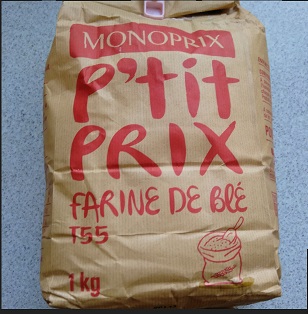 MONOPRIX
P'tit
PRIX
FARINE DE BLÉ
T55
1 kg